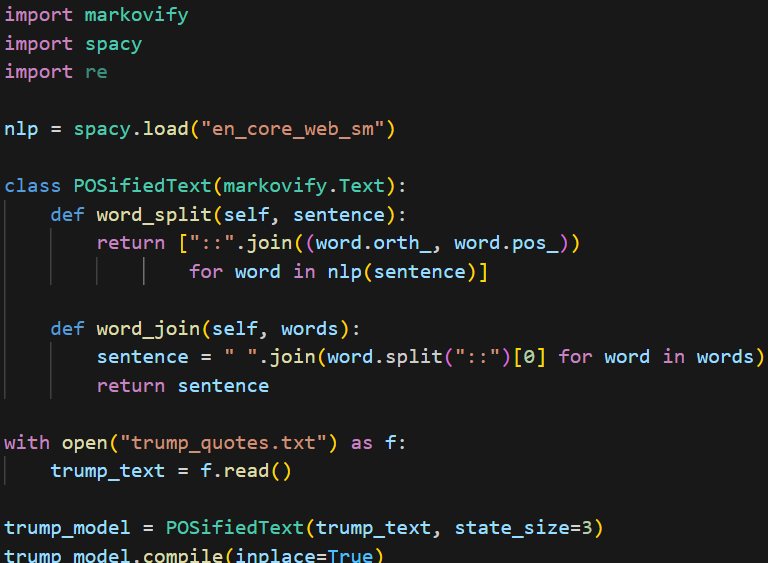 import markovify
import spacy
import re
nlp = spacy.load("en_core_web_sm")
class POSifiedText(markovify.Text):
def word_split(self, sentence):
return ["::".join((word.orth_, word.pos_))
for word in nlp(sentence)]
def word_join(self, words):
sentence = " ".join(word.split("::")[0] for word in words)
return sentence
with open("trump_quotes.txt") as f:
trump_text = f.read()
trump_model = POSifiedText(trump_text, state_size=3)
trump_model.compile(inplace=True)